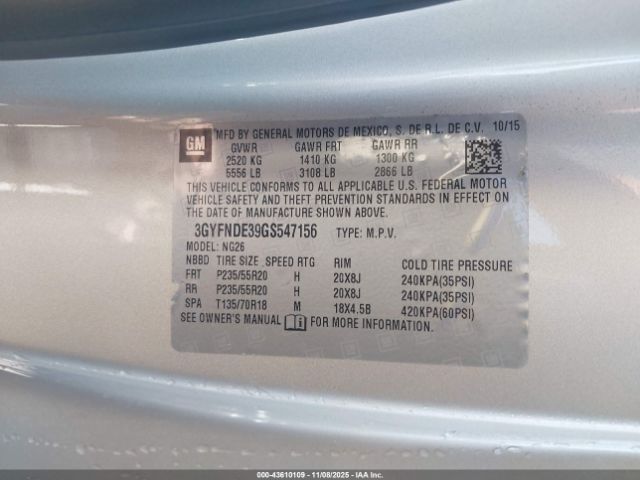 GM
MFD BY GENERAL MOTORS DE MEXICO, S. DE R.L. DE C.V. 10/15
GVWR GAWR FRT GAWR RR
2520 KG 1410 KG 1300 KG
5556 LB 3108 LB 2866 LB
THIS VEHICLE CONFORMS TO ALL APPLICABLE U.S. FEDERAL MOTOR
VEHICLE SAFETY AND THEFT PREVENTION STANDARDS IN EFFECT ON
THE DATE OF MANUFACTURE SHOWN ABOVE.
3GYFNDE39GS547156 TYPE: M.P.V.
MODEL: NG26
NBBD TIRE SIZE SPEED RTG RIM COLD TIRE PRESSURE
FRT P235/55R20 H 20X8J 240KPA(35PSI)
RR P235/55R20 H 20X8J 240KPA(35PSI)
SPA T135/70R18 M 18X4.5B 420KPA(60PSI)
SEE OWNER'S MANUAL FOR MORE INFORMATION.
000-43610109 - 11/08/2025 - IAA Inc.